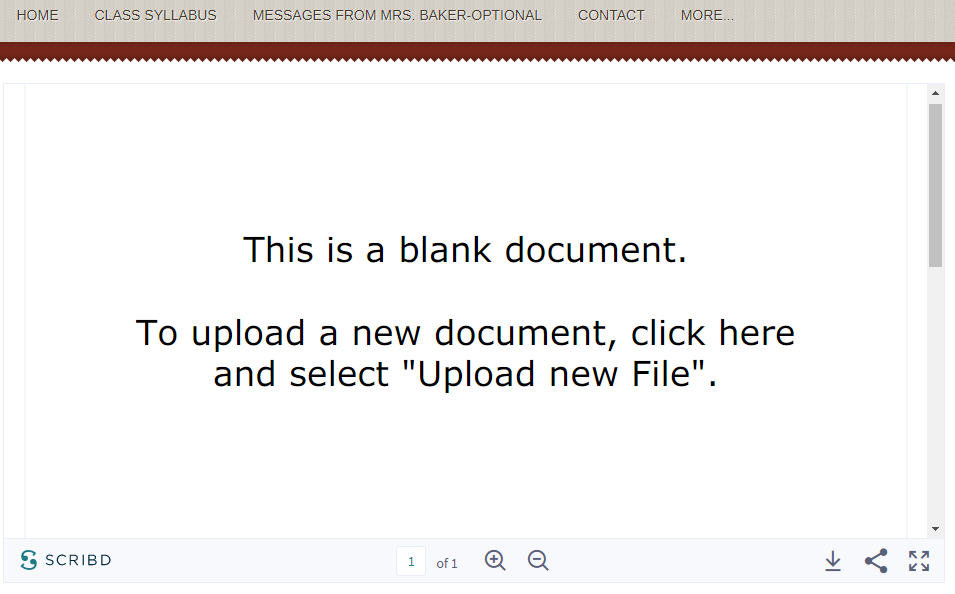 HOME CLASS SYLLABUS MESSAGES FROM MRS. BAKER-OPTIONAL CONTACT MORE...
This is a blank document.
To upload a new document, click here
and select "Upload new File".
SCRIBD 1 of 1